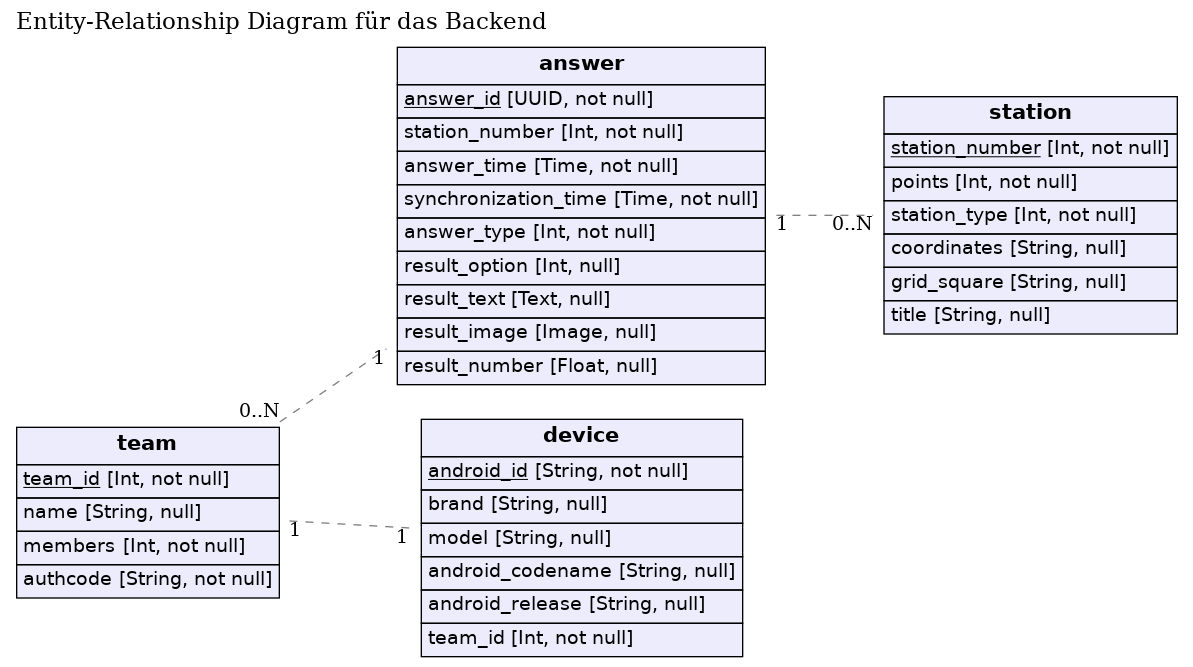 Entity-Relationship Diagram für das Backend
answer
answer_id [UUID, not null]
station_number [Int, not null]
answer_time [Time, not null]
synchronization_time [Time, not null]
answer_type [Int, not null]
result_option [Int, null]
result_text [Text, null]
result_image [Image, null]
result_number [Float, null]
station
station_number [Int, not null]
points [Int, not null]
station_type [Int, not null]
coordinates [String, null]
grid_square [String, null]
title [String, null]
1
0..N
1
0..N
team
team_id [Int, not null]
name [String, null]
members [Int, not null]
authcode [String, not null]
1
1
device
android_id [String, not null]
brand [String, null]
model [String, null]
android_codename [String, null]
android_release [String, null]
team_id [Int, not null]